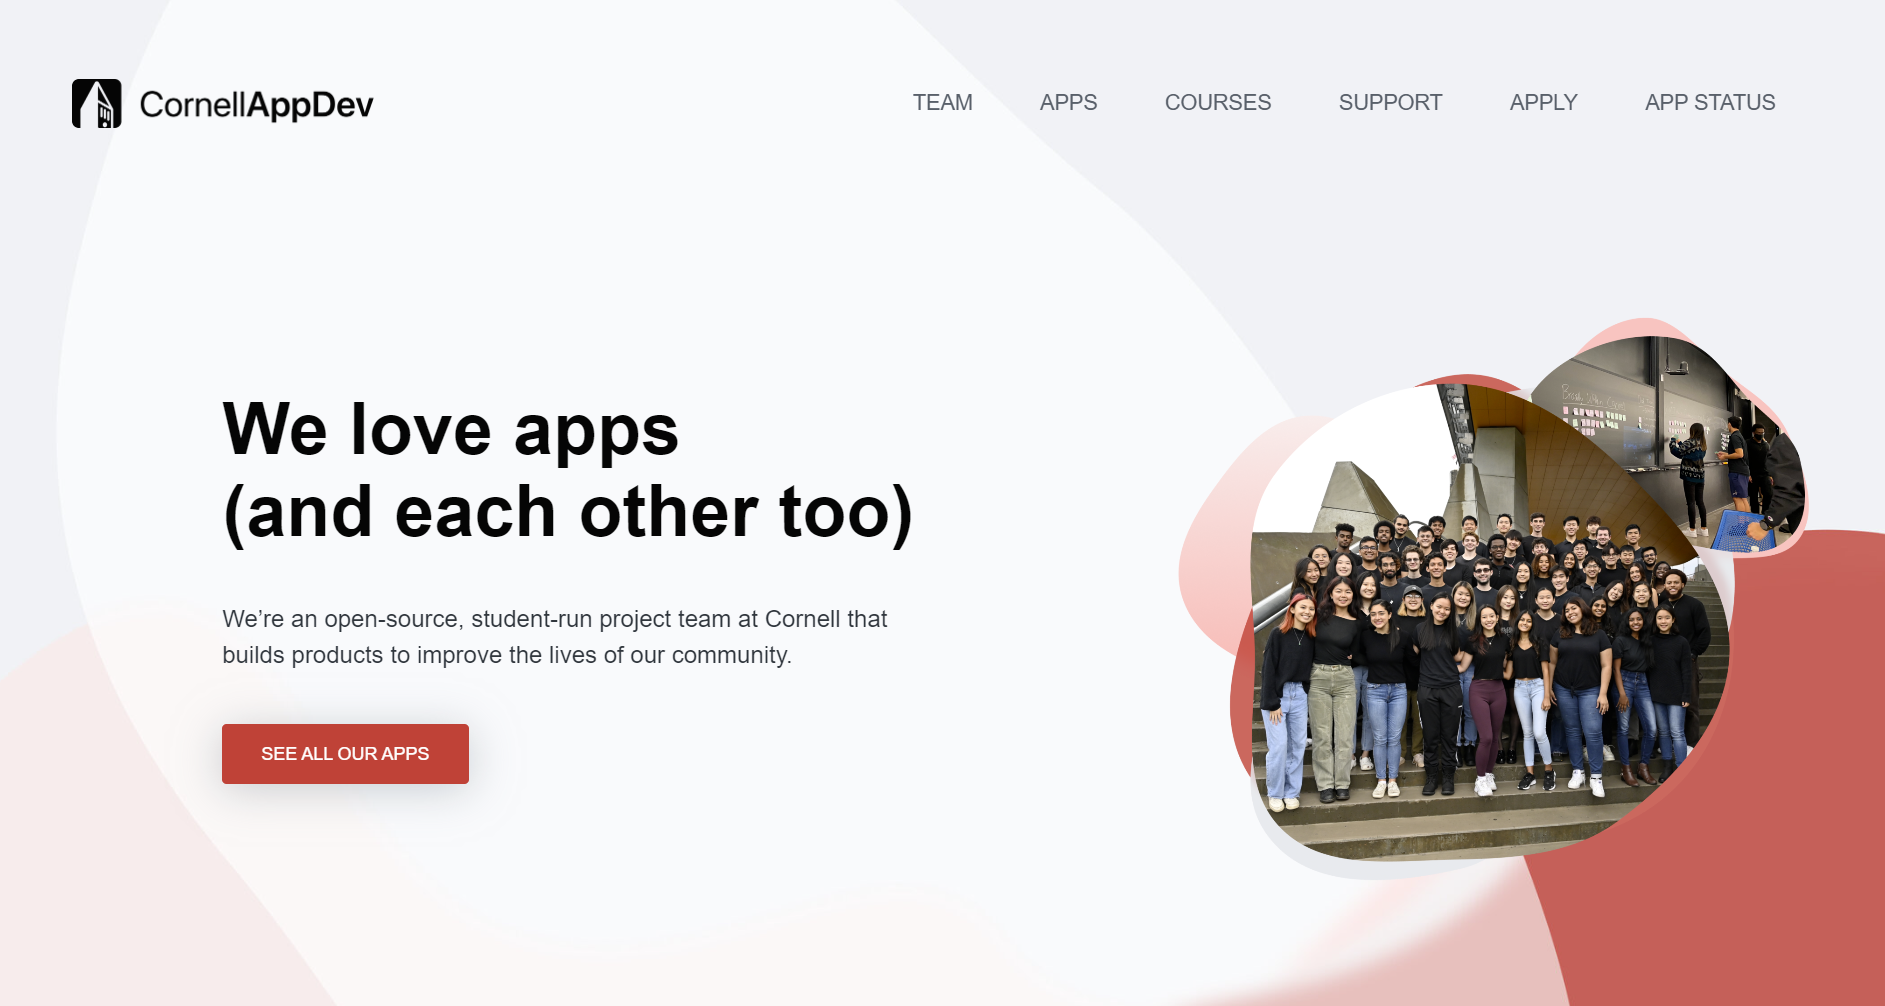 CornellAppDev
TEAM
APPS
COURSES
SUPPORT
APPLY
APP STATUS
We love apps
(and each other too)
We’re an open-source, student-run project team at Cornell that
builds products to improve the lives of our community.
SEE ALL OUR APPS